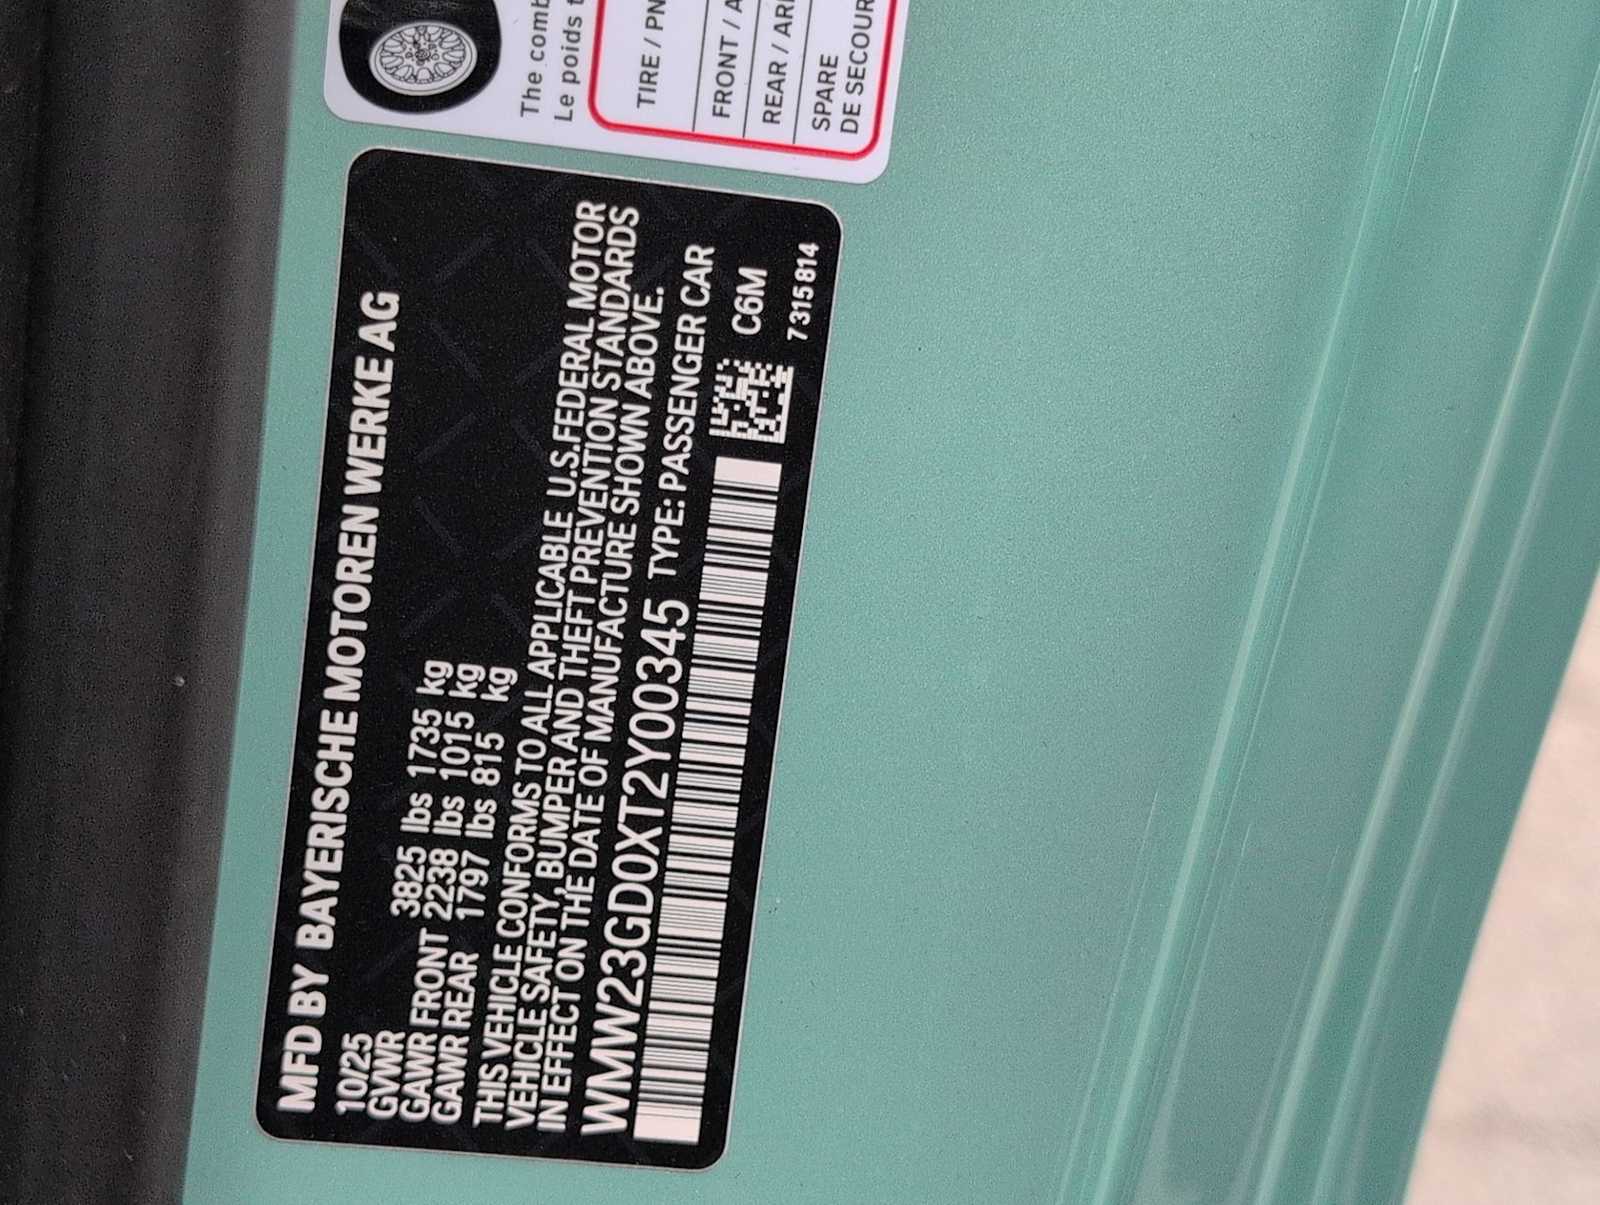 The comb
Le poids t
TIRE / PN
FRONT / A
REAR / ARI
SPARE
DE SECOUR
MFD BY BAYERISCHE MOTOREN WERKE AG
10/25
GVWR 3825 lbs 1735 kg
GAWR FRONT 2238 lbs 1015 kg
GAWR REAR 1797 lbs 815 kg
THIS VEHICLE CONFORMS TO ALL APPLICABLE U.S.FEDERAL MOTOR
VEHICLE SAFETY, BUMPER AND THEFT PREVENTION STANDARDS
IN EFFECT ON THE DATE OF MANUFACTURE SHOWN ABOVE.
WMW23GD0XT2Y00345 TYPE: PASSENGER CAR
C6M
7315814